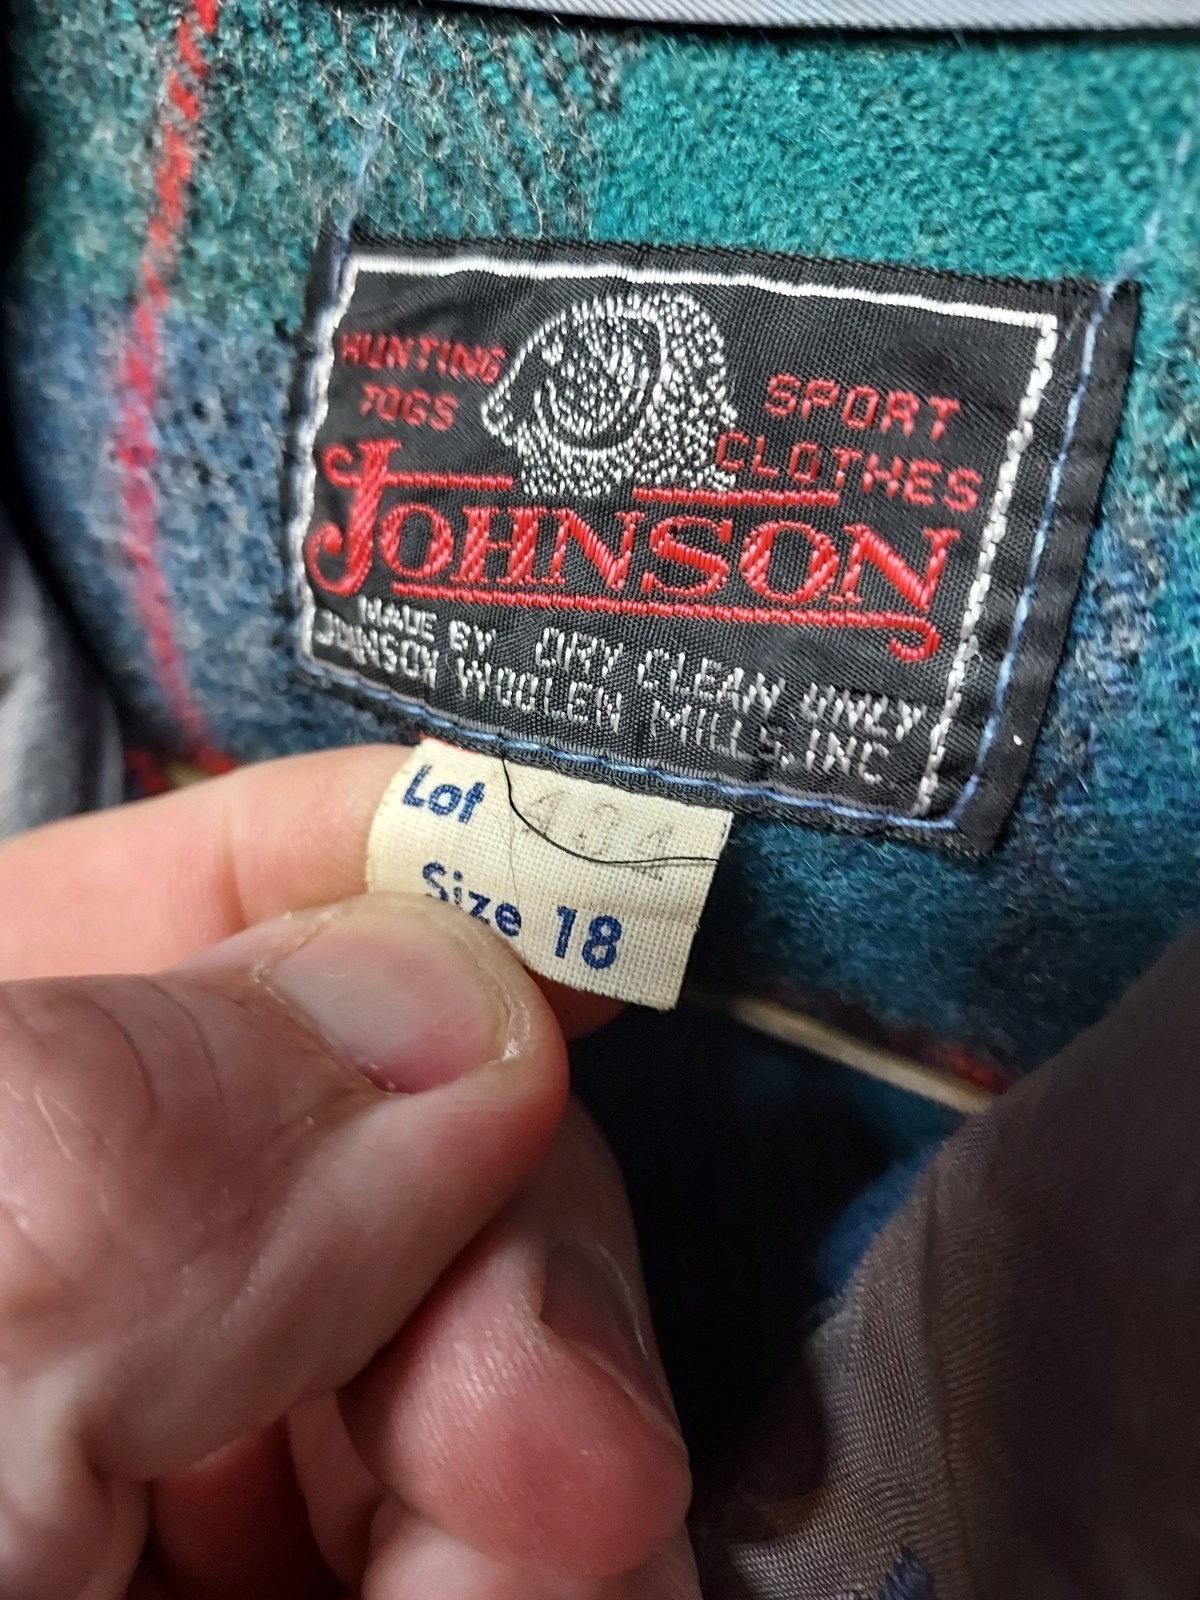 HUNTING
TOGS
SPORT
CLOTHES
JOHNSON
MADE BY
JOHNSON WOOLEN MILLS, INC
DRY CLEAN ONLY
Lot
Size 18